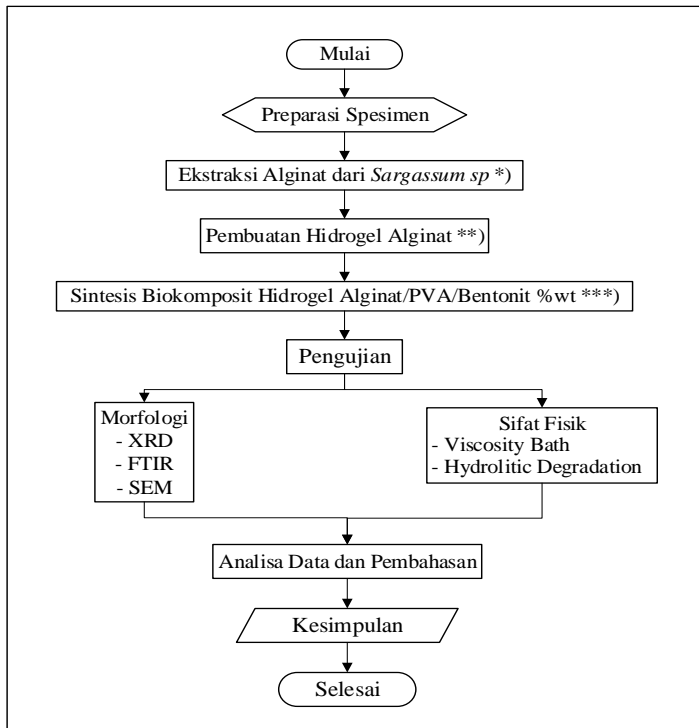 Mulai
Preparasi Spesimen
Ekstraksi Alginat dari Sargassum sp *)
Pembuatan Hidrogel Alginat **)
Sintesis Biokomposit Hidrogel Alginat/PVA/Bentonit %wt ***)
Pengujian
Morfologi
- XRD
- FTIR
- SEM
Sifat Fisik
- Viscosity Bath
- Hydrolitic Degradation
Analisa Data dan Pembahasan
Kesimpulan
Selesai